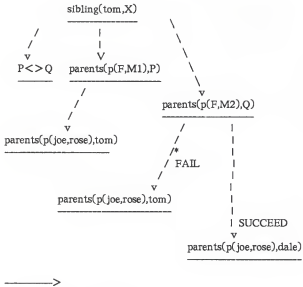 sibling(tom,X)
P<>Q parents(p(F,M1),P)
parents(p(F,M2),Q)
parents(p(joe,rose),tom)
*
FAIL
parents(p(joe,rose),tom)
SUCCEED
parents(p(joe,rose),dale)